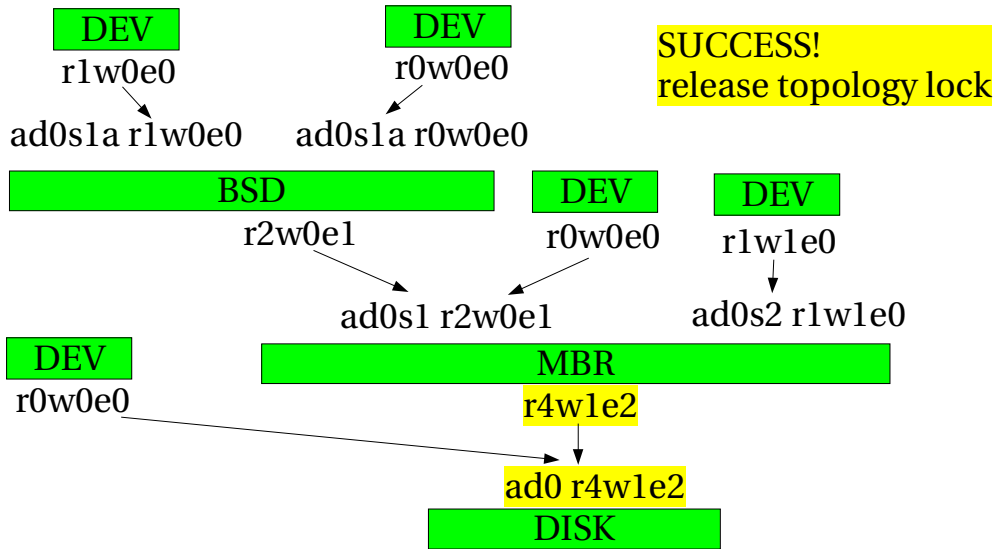 DEV
DEV
SUCCESS!
release topology lock
r1w0e0
r0w0e0
ad0s1a r1w0e0
ad0s1a r0w0e0
BSD
DEV
DEV
r2w0e1
r0w0e0
r1w1e0
ad0s1 r2w0e1
ad0s2 r1w1e0
DEV
MBR
r0w0e0
r4w1e2
ad0 r4w1e2
DISK